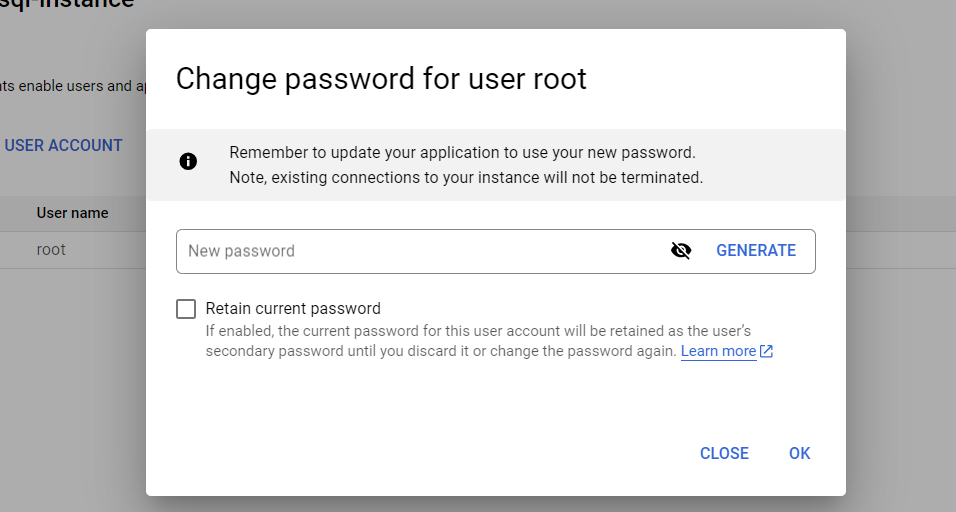 sql-instance
Change password for user root
nts enable users and ap
USER ACCOUNT
Remember to update your application to use your new password.
Note, existing connections to your instance will not be terminated.
User name
root
New password
GENERATE
Retain current password
If enabled, the current password for this user account will be retained as the user's
secondary password until you discard it or change the password again. Learn more
CLOSE
OK